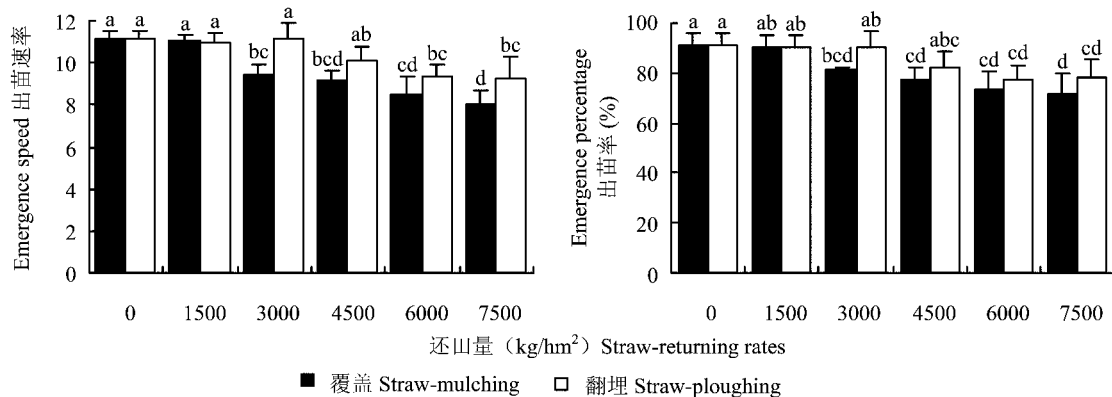 12
10
8
6
4
2
0
Emergence speed 出苗速率
a a a a bc a bcd ab cd bc d bc
0 1500 3000 4500 6000 7500
100
80
60
40
20
0
Emergence percentage
出苗率 (%)
a a ab ab bcd ab cd abc cd cd d cd
0 1500 3000 4500 6000 7500
还山量（kg/hm²）Straw-returning rates
覆盖 Straw-mulching 翻埋 Straw-ploughing